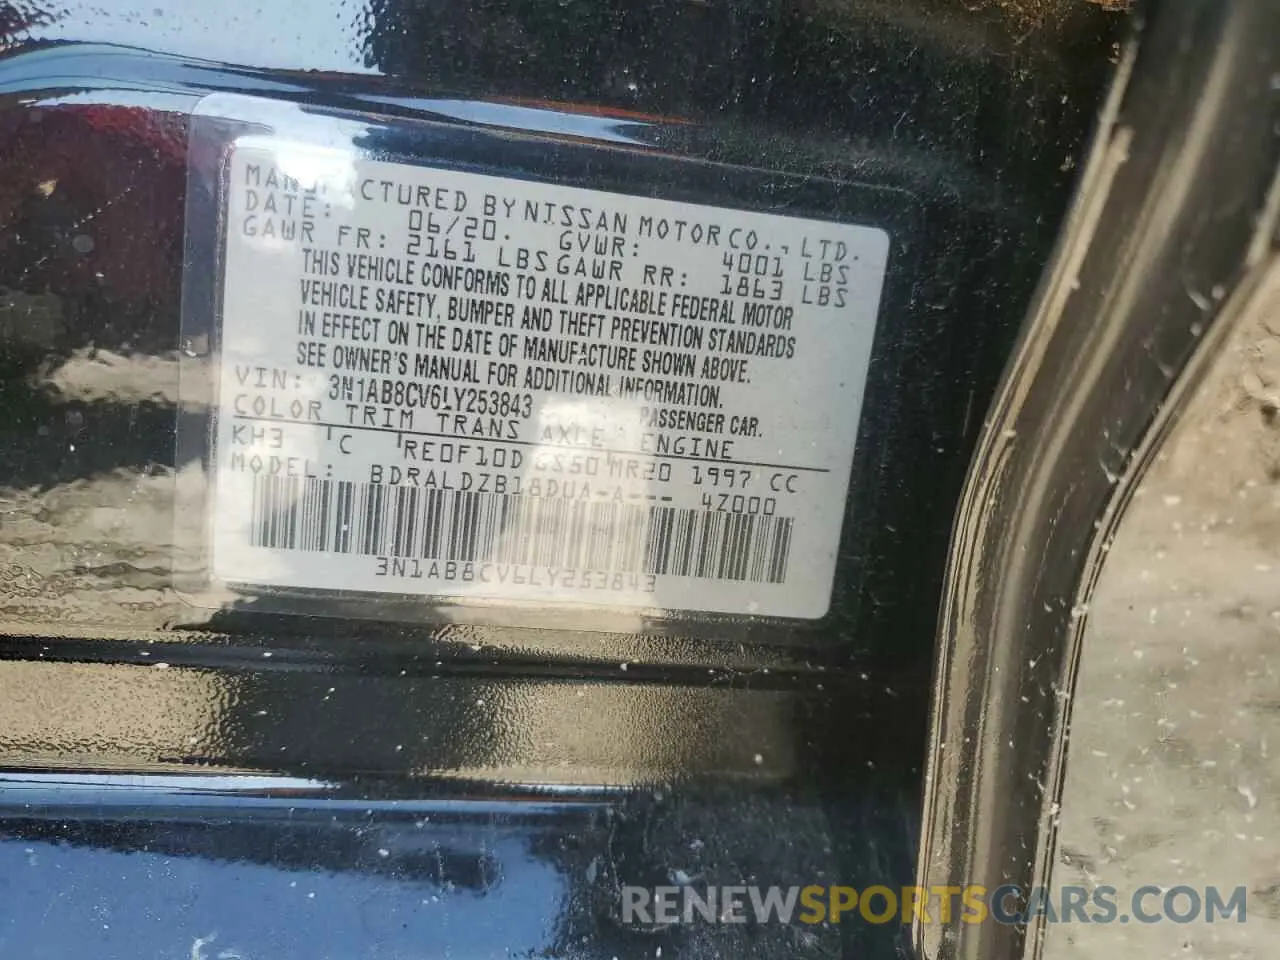 MANUFACTURED BY NISSAN MOTOR CO., LTD.
DATE: 06/20. GVWR: 4001 LBS
GAWR FR: 2161 LBS GAWR RR: 1863 LBS
THIS VEHICLE CONFORMS TO ALL APPLICABLE FEDERAL MOTOR
VEHICLE SAFETY, BUMPER AND THEFT PREVENTION STANDARDS
IN EFFECT ON THE DATE OF MANUFACTURE SHOWN ABOVE.
SEE OWNER'S MANUAL FOR ADDITIONAL INFORMATION.
VIN: 3N1AB8CV6LY253843 PASSENGER CAR.
COLOR TRIM TRANS AXLE ENGINE
KH3 C RE0F10D GS50 MR20 1997 CC
MODEL: BDRALDZB18DUA-A--- 4Z000
3N1AB8CV6LY253843
RENEWSPORTSCARS.COM